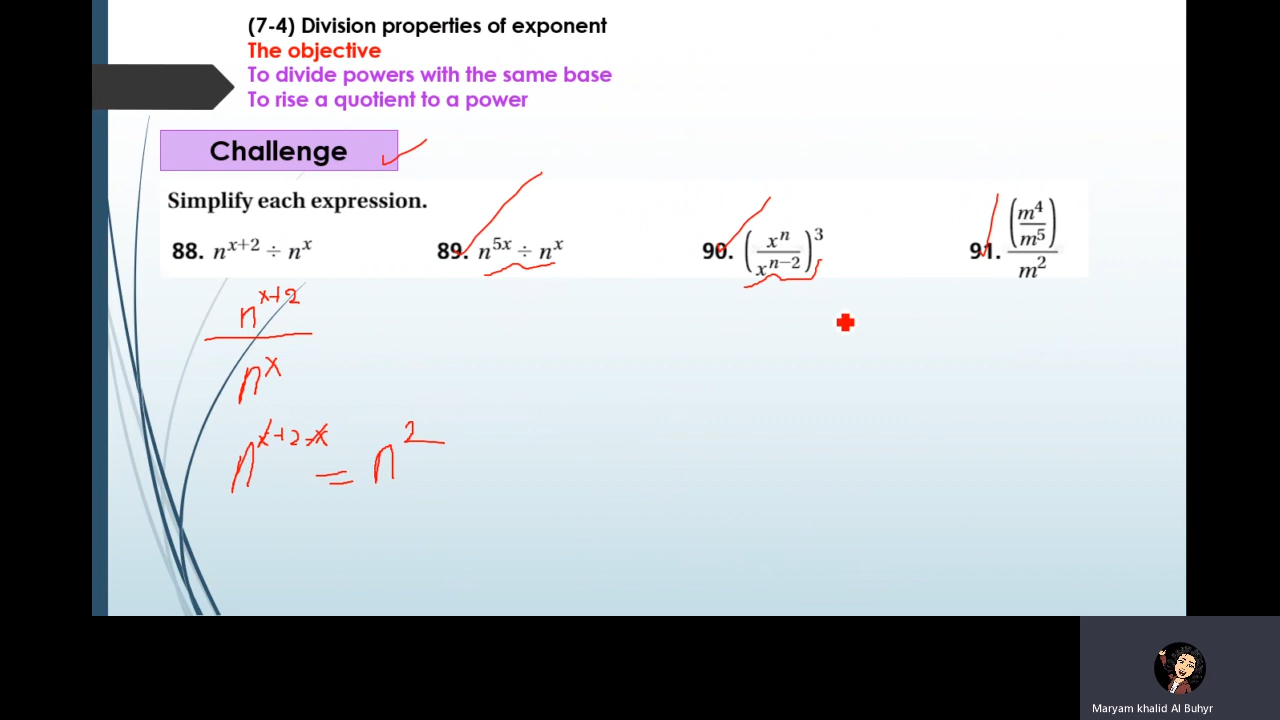 (7-4) Division properties of exponent
The objective
To divide powers with the same base
To rise a quotient to a power
Challenge
Simplify each expression.
88. n^{x+2} ÷ n^x 89. n^{5x} ÷ n^x 90. (x^n / x^{n−2})^3 91. (m^4 / m^5) / m^2
n^{x+2}
n^x
n^{x+2-x} = n^2
Maryam khalid Al Buhyr